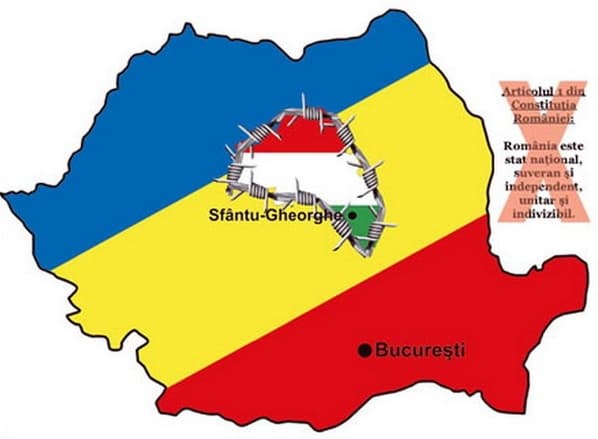 Articolul 1 din
Constituția
României:
România este
stat național,
suveran și
independent,
unitar și
indivizibil.
Sfântu-Gheorghe
București